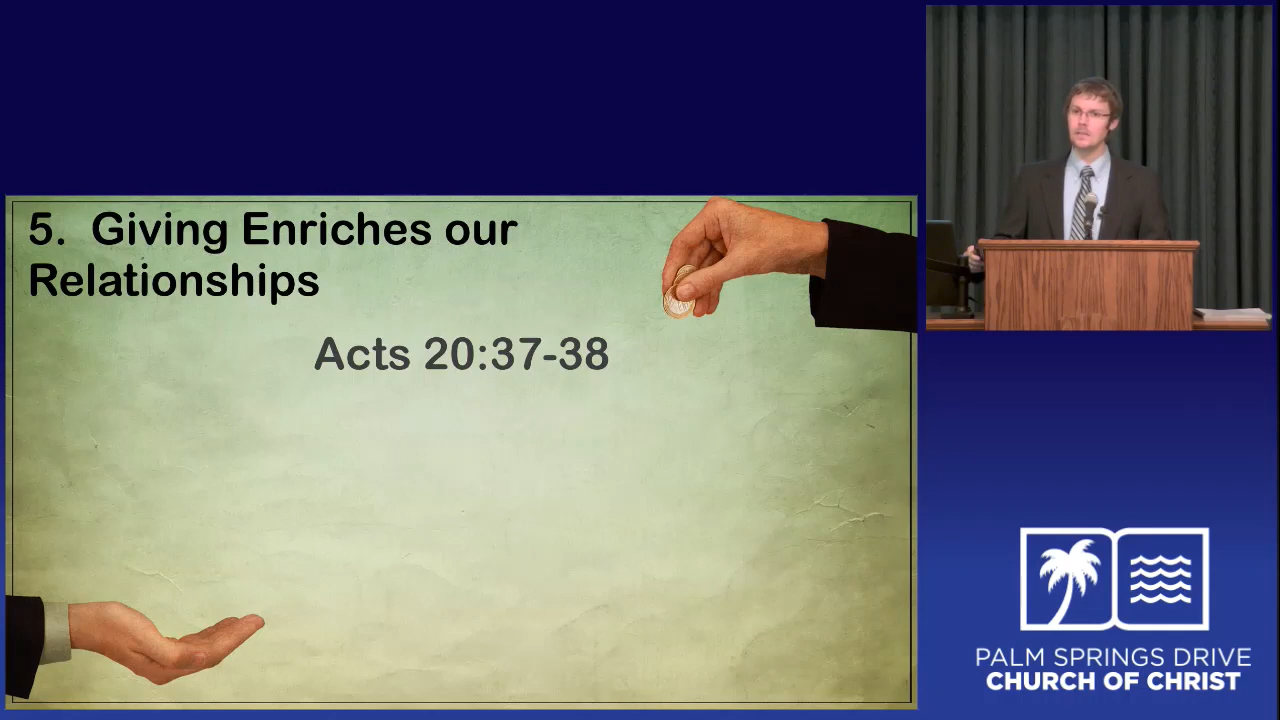 5.  Giving Enriches our
Relationships
Acts 20:37-38
PALM SPRINGS DRIVE
CHURCH OF CHRIST